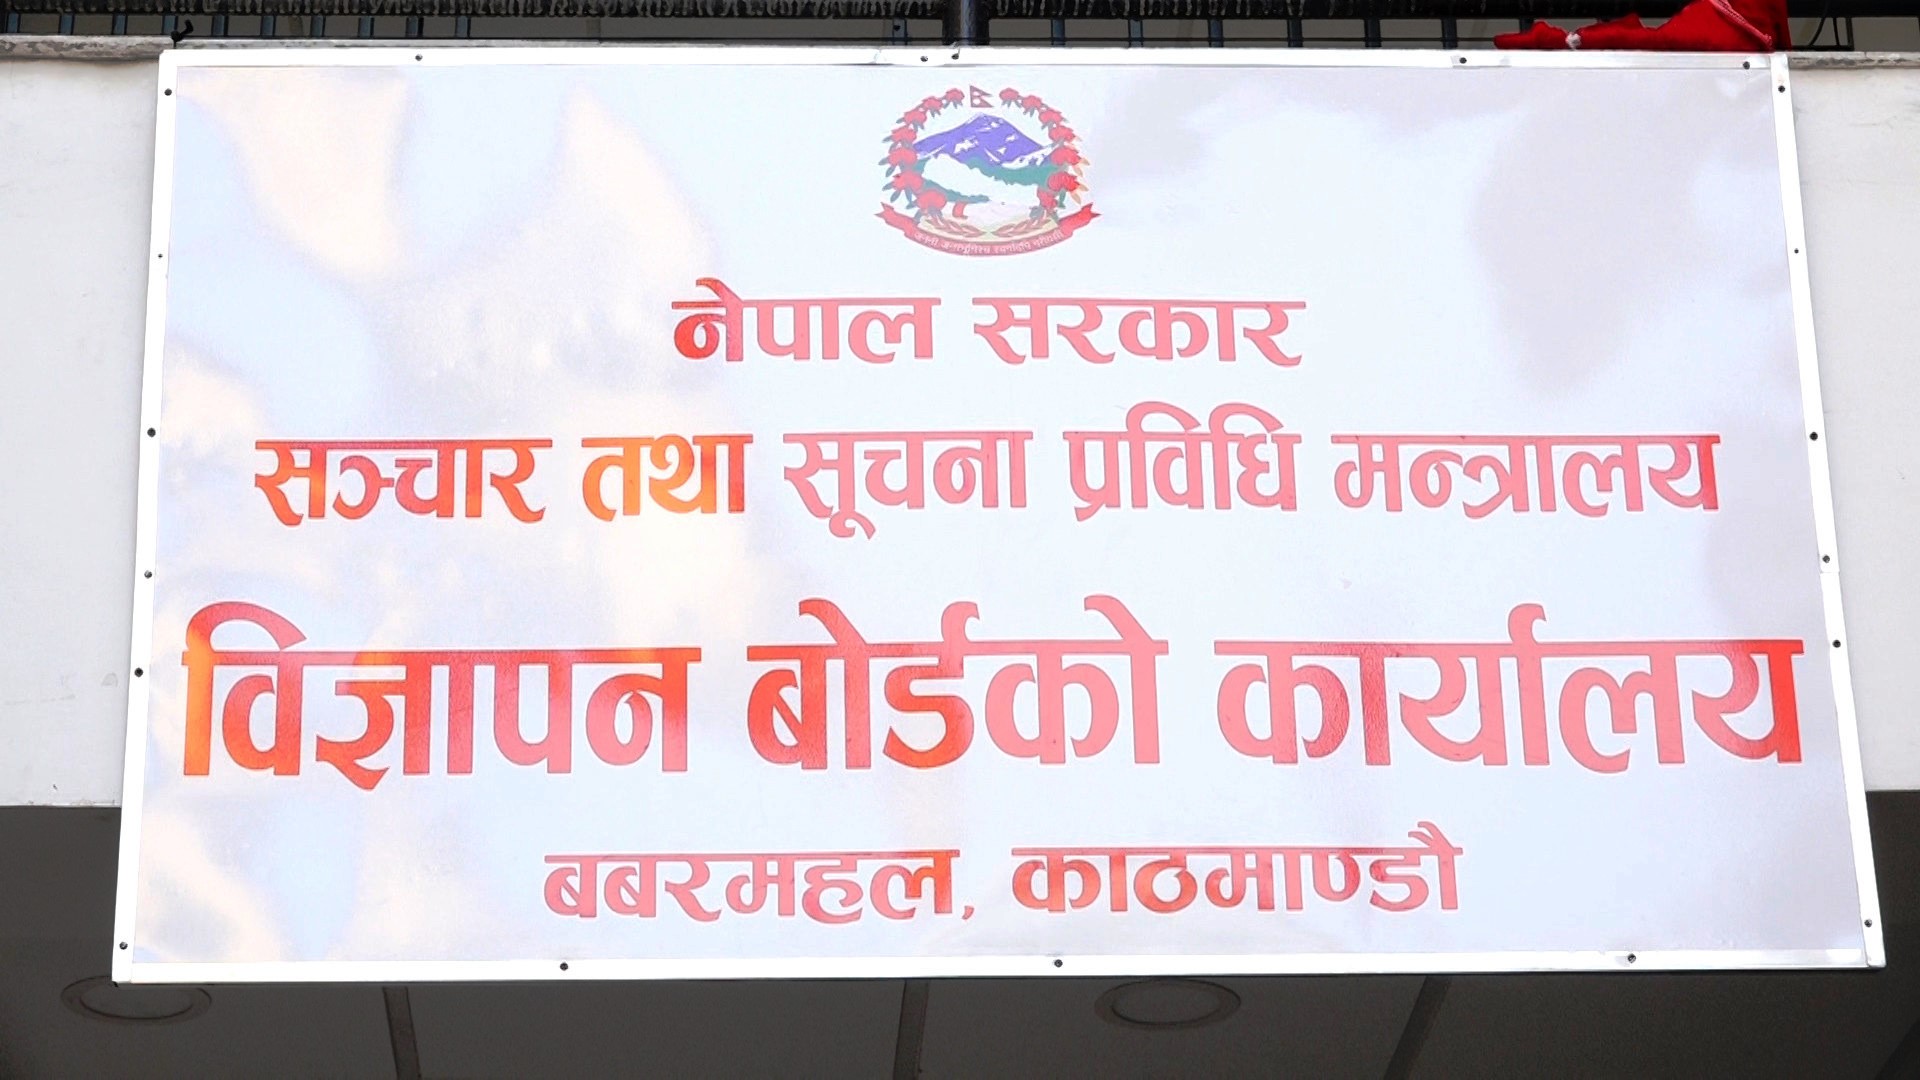 नेपाल सरकार
सञ्चार तथा सूचना प्रविधि मन्त्रालय
विज्ञापन बोर्डको कार्यालय
बबरमहल, काठमाण्डौ